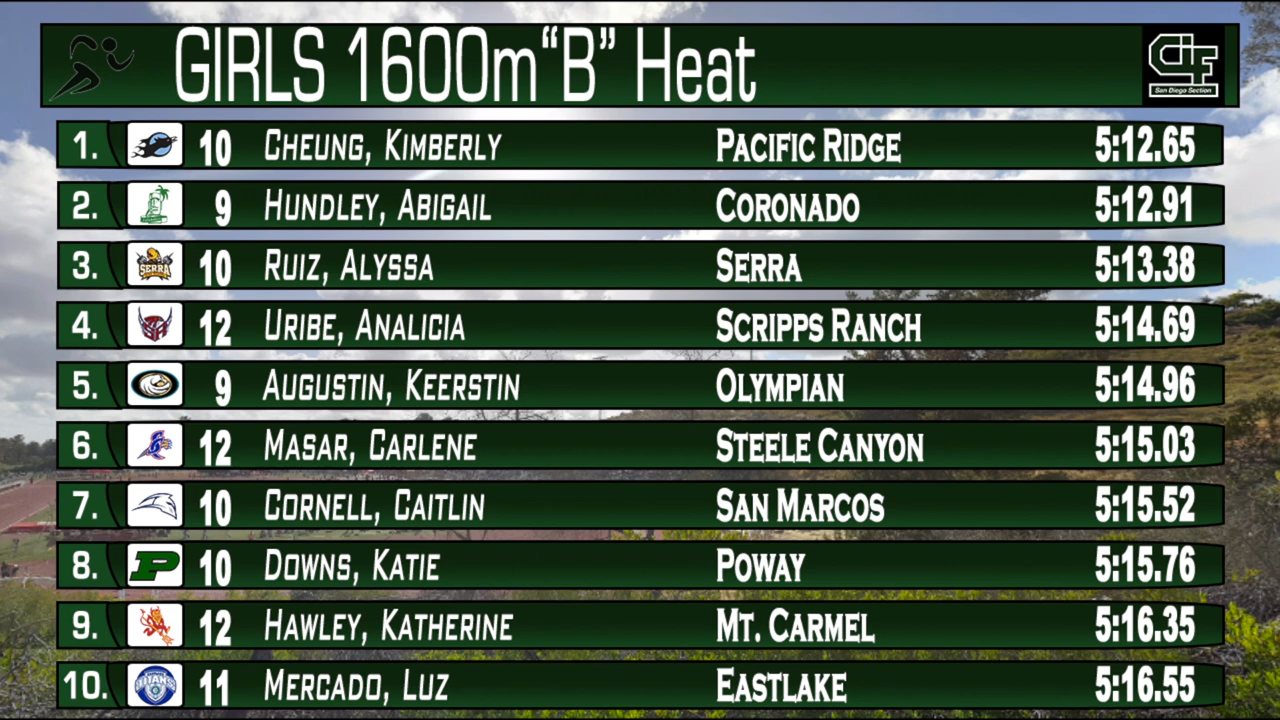 GIRLS 1600m "B" Heat
CIF
San Diego Section
1. 10 CHEUNG, KIMBERLY PACIFIC RIDGE 5:12.65
2. 9 HUNDLEY, ABIGAIL CORONADO 5:12.91
3. SERRA 10 RUIZ, ALYSSA SERRA 5:13.38
4. 12 URIBE, ANALICIA SCRIPPS RANCH 5:14.69
5. 9 AUGUSTIN, KEERSTIN OLYMPIAN 5:14.96
6. 12 MASAR, CARLENE STEELE CANYON 5:15.03
7. 10 CORNELL, CAITLIN SAN MARCOS 5:15.52
8. P 10 DOWNS, KATIE POWAY 5:15.76
9. 12 HAWLEY, KATHERINE MT. CARMEL 5:16.35
10. TITANS 11 MERCADO, LUZ EASTLAKE 5:16.55